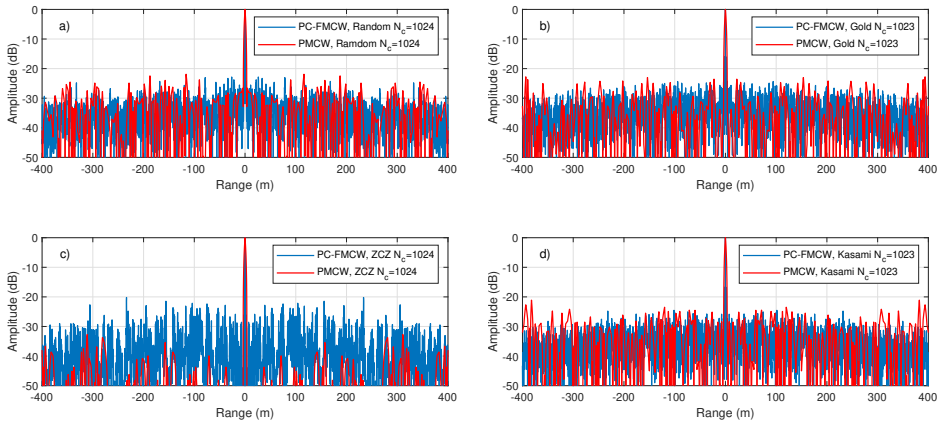 a)
PC-FMCW, Random N_c=1024
PMCW, Ramdom N_c=1024
Amplitude (dB)
0
-10
-20
-30
-40
-50
-400 -300 -200 -100 0 100 200 300 400
Range (m)
b)
PC-FMCW, Gold N_c=1023
PMCW, Gold N_c=1023
Amplitude (dB)
0
-10
-20
-30
-40
-50
-400 -300 -200 -100 0 100 200 300 400
Range (m)
c)
PC-FMCW, ZCZ N_c=1024
PMCW, ZCZ N_c=1024
Amplitude (dB)
0
-10
-20
-30
-40
-50
-400 -300 -200 -100 0 100 200 300 400
Range (m)
d)
PC-FMCW, Kasami N_c=1023
PMCW, Kasami N_c=1023
Amplitude (dB)
0
-10
-20
-30
-40
-50
-400 -300 -200 -100 0 100 200 300 400
Range (m)